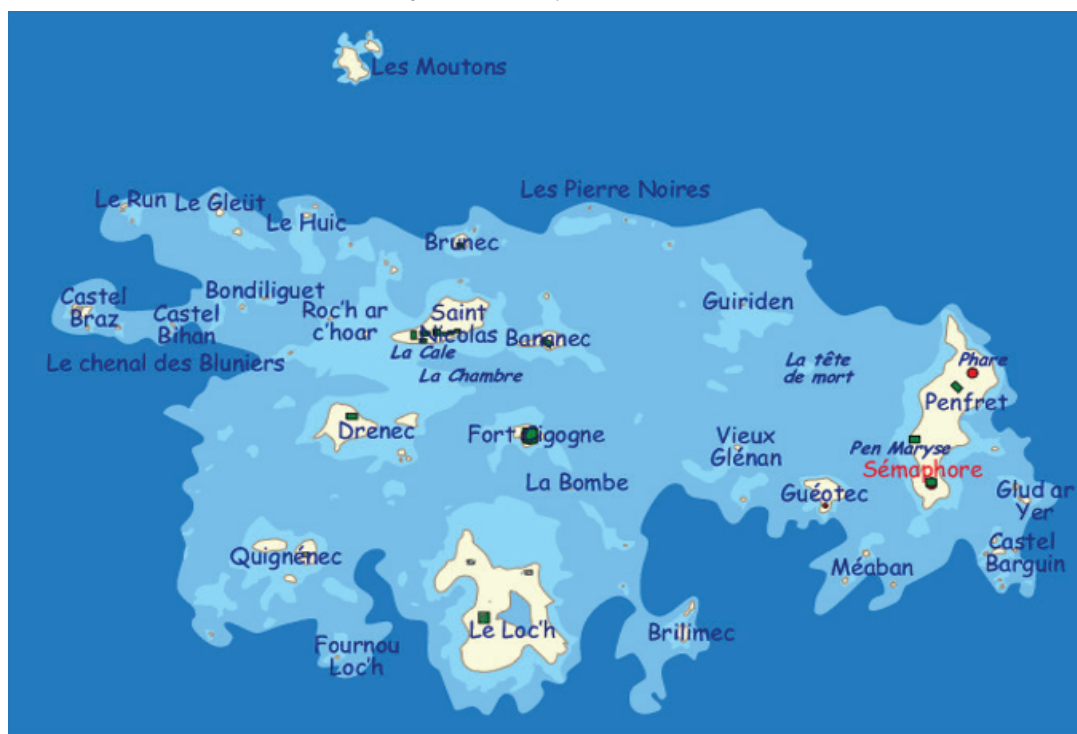 Les Moutons
Le Run
Le Gleüt
Les Pierre Noires
Le Huic
Brunec
Castel
Braz
Bondiliguet
Castel
Bihan
Roc'h ar
c'hoar
Saint
Nicolas
Bananec
Guiriden
Le chenal des Bluniers
La Cale
La Chambre
La tête
de mort
Phare
Penfret
Drenec
Fort Cigogne
Vieux
Glénan
Pen Maryse
Sémaphore
La Bombe
Guéotec
Glud ar
Yer
Quignénec
Méaban
Castel
Barguin
Fournou
Loc'h
Le Loc'h
Brilimec